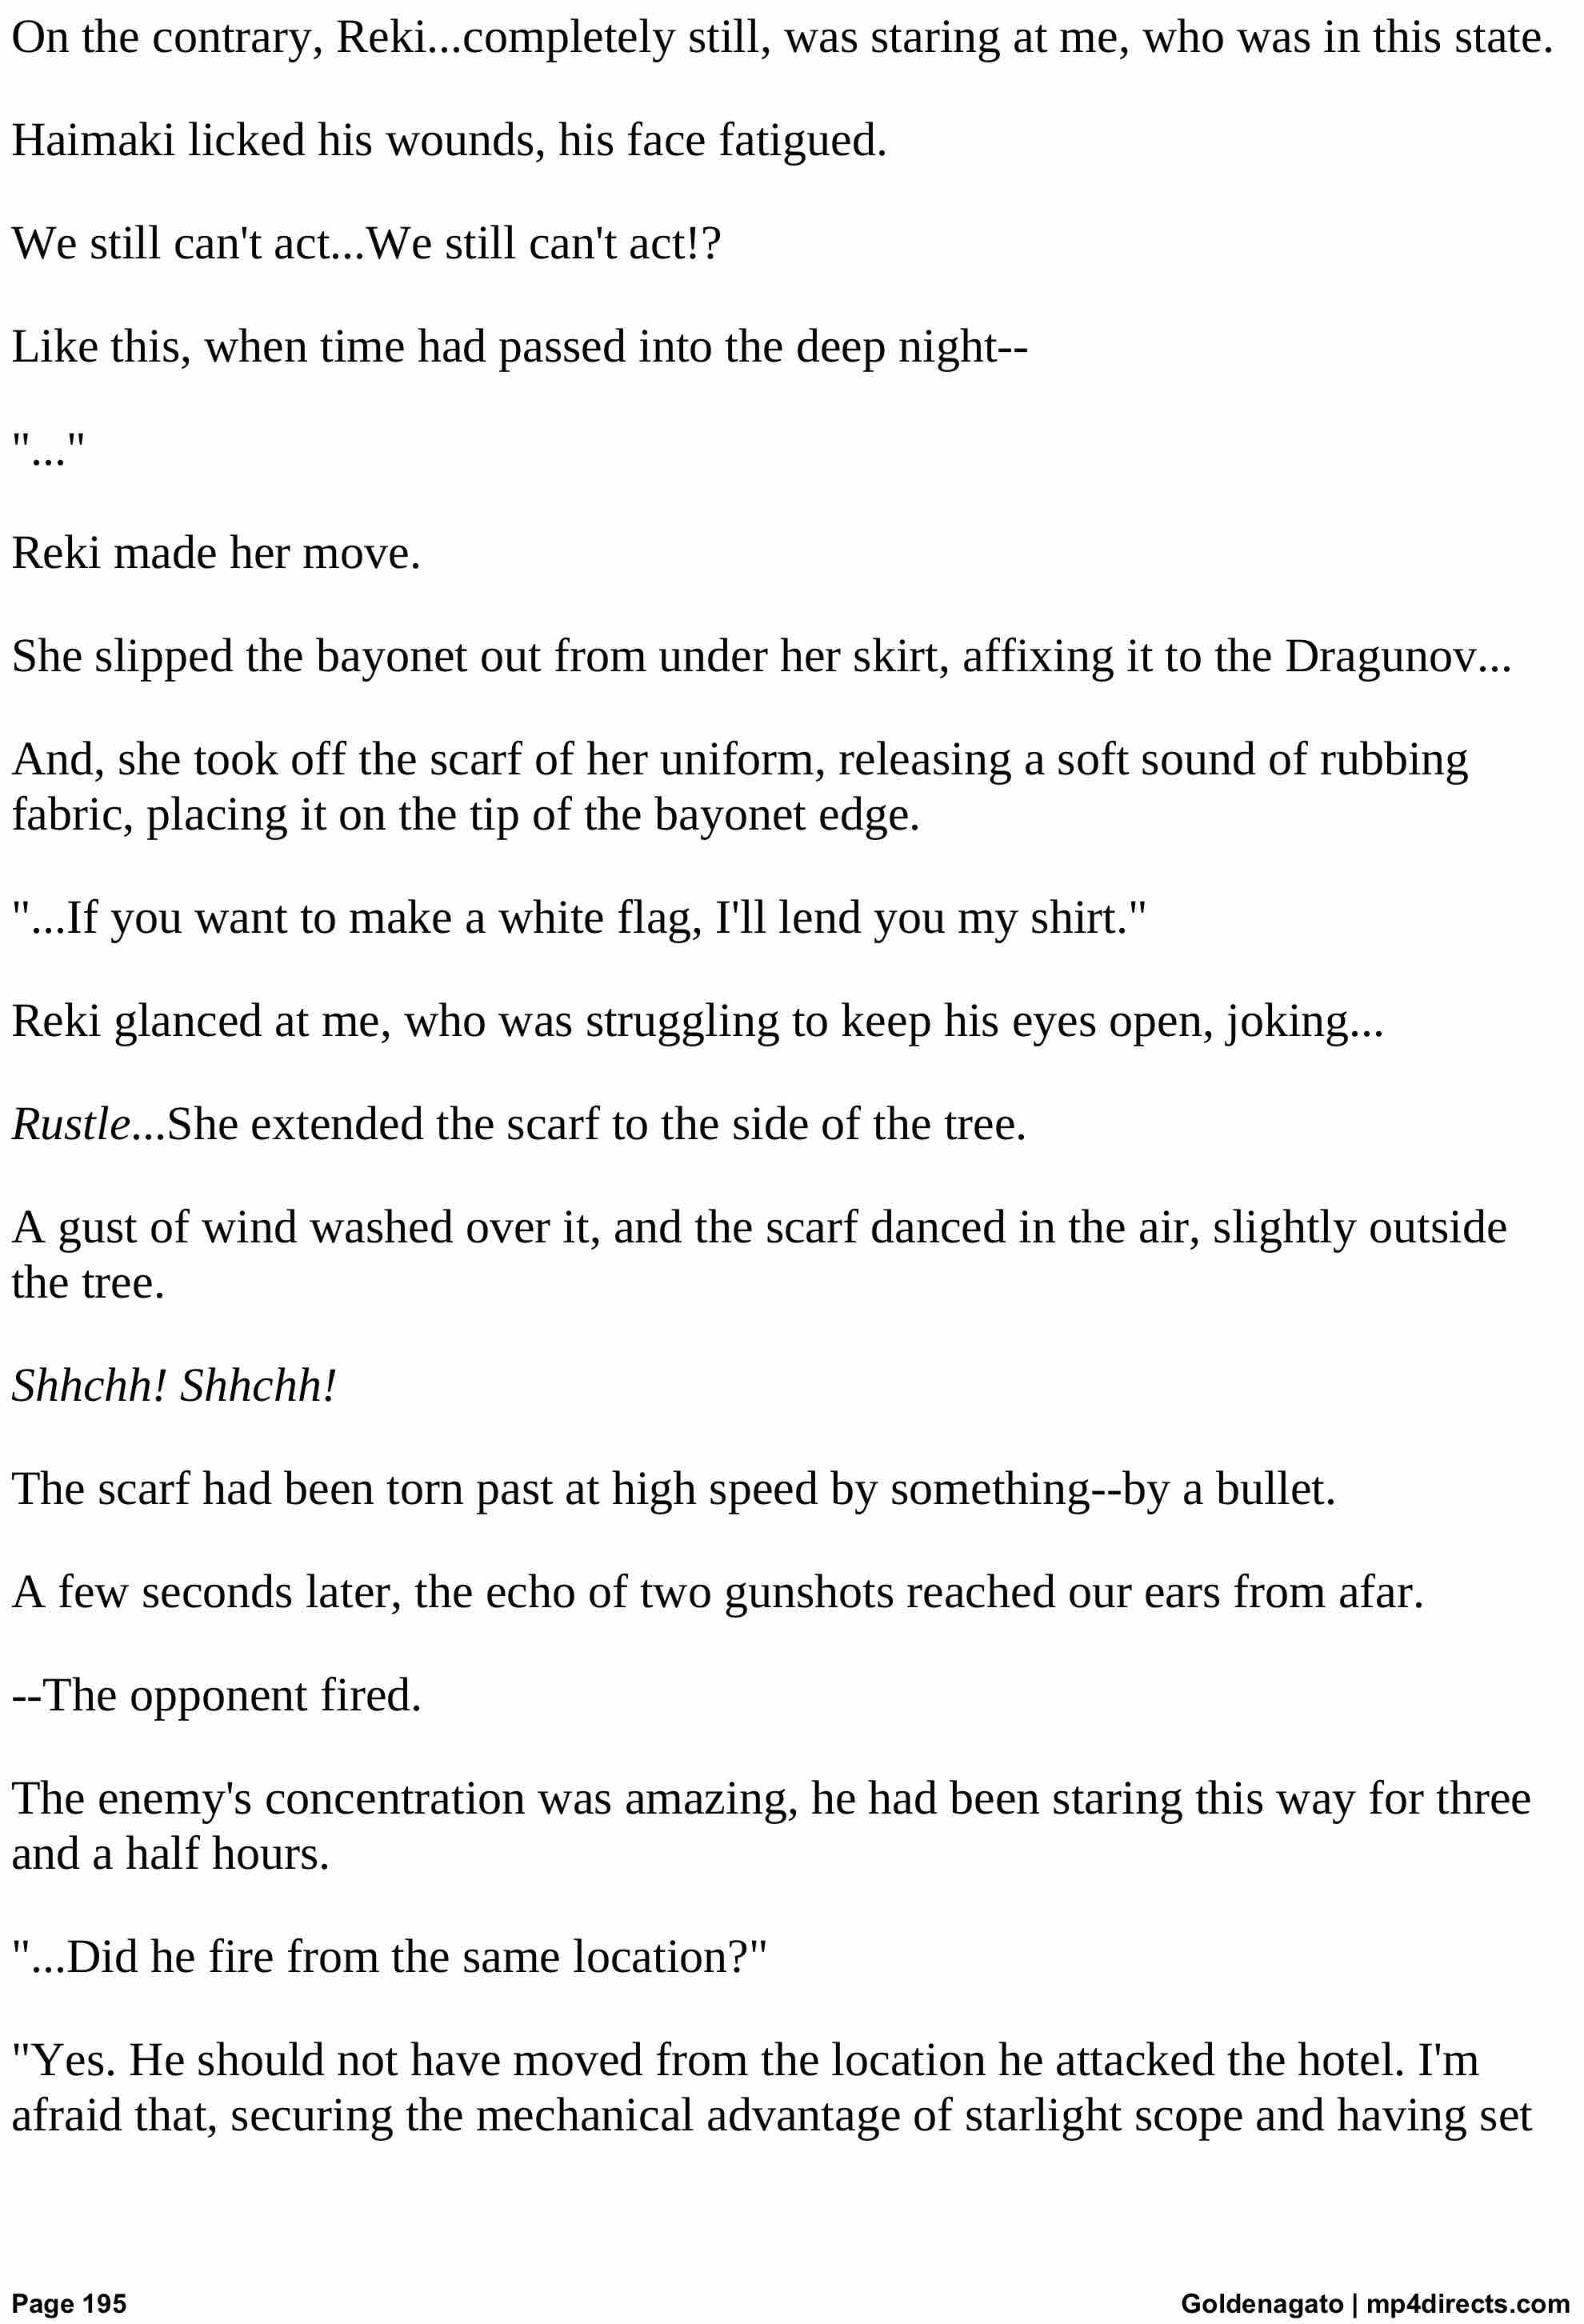 On the contrary, Reki...completely still, was staring at me, who was in this state.
Haimaki licked his wounds, his face fatigued.
We still can't act...We still can't act!?
Like this, when time had passed into the deep night--
"..."
Reki made her move.
She slipped the bayonet out from under her skirt, affixing it to the Dragunov...
And, she took off the scarf of her uniform, releasing a soft sound of rubbing
fabric, placing it on the tip of the bayonet edge.
"...If you want to make a white flag, I'll lend you my shirt."
Reki glanced at me, who was struggling to keep his eyes open, joking...
Rustle...She extended the scarf to the side of the tree.
A gust of wind washed over it, and the scarf danced in the air, slightly outside
the tree.
Shhchh! Shhchh!
The scarf had been torn past at high speed by something--by a bullet.
A few seconds later, the echo of two gunshots reached our ears from afar.
--The opponent fired.
The enemy's concentration was amazing, he had been staring this way for three
and a half hours.
"...Did he fire from the same location?"
"Yes. He should not have moved from the location he attacked the hotel. I'm
afraid that, securing the mechanical advantage of starlight scope and having set
Page 195
Goldenagato | mp4directs.com